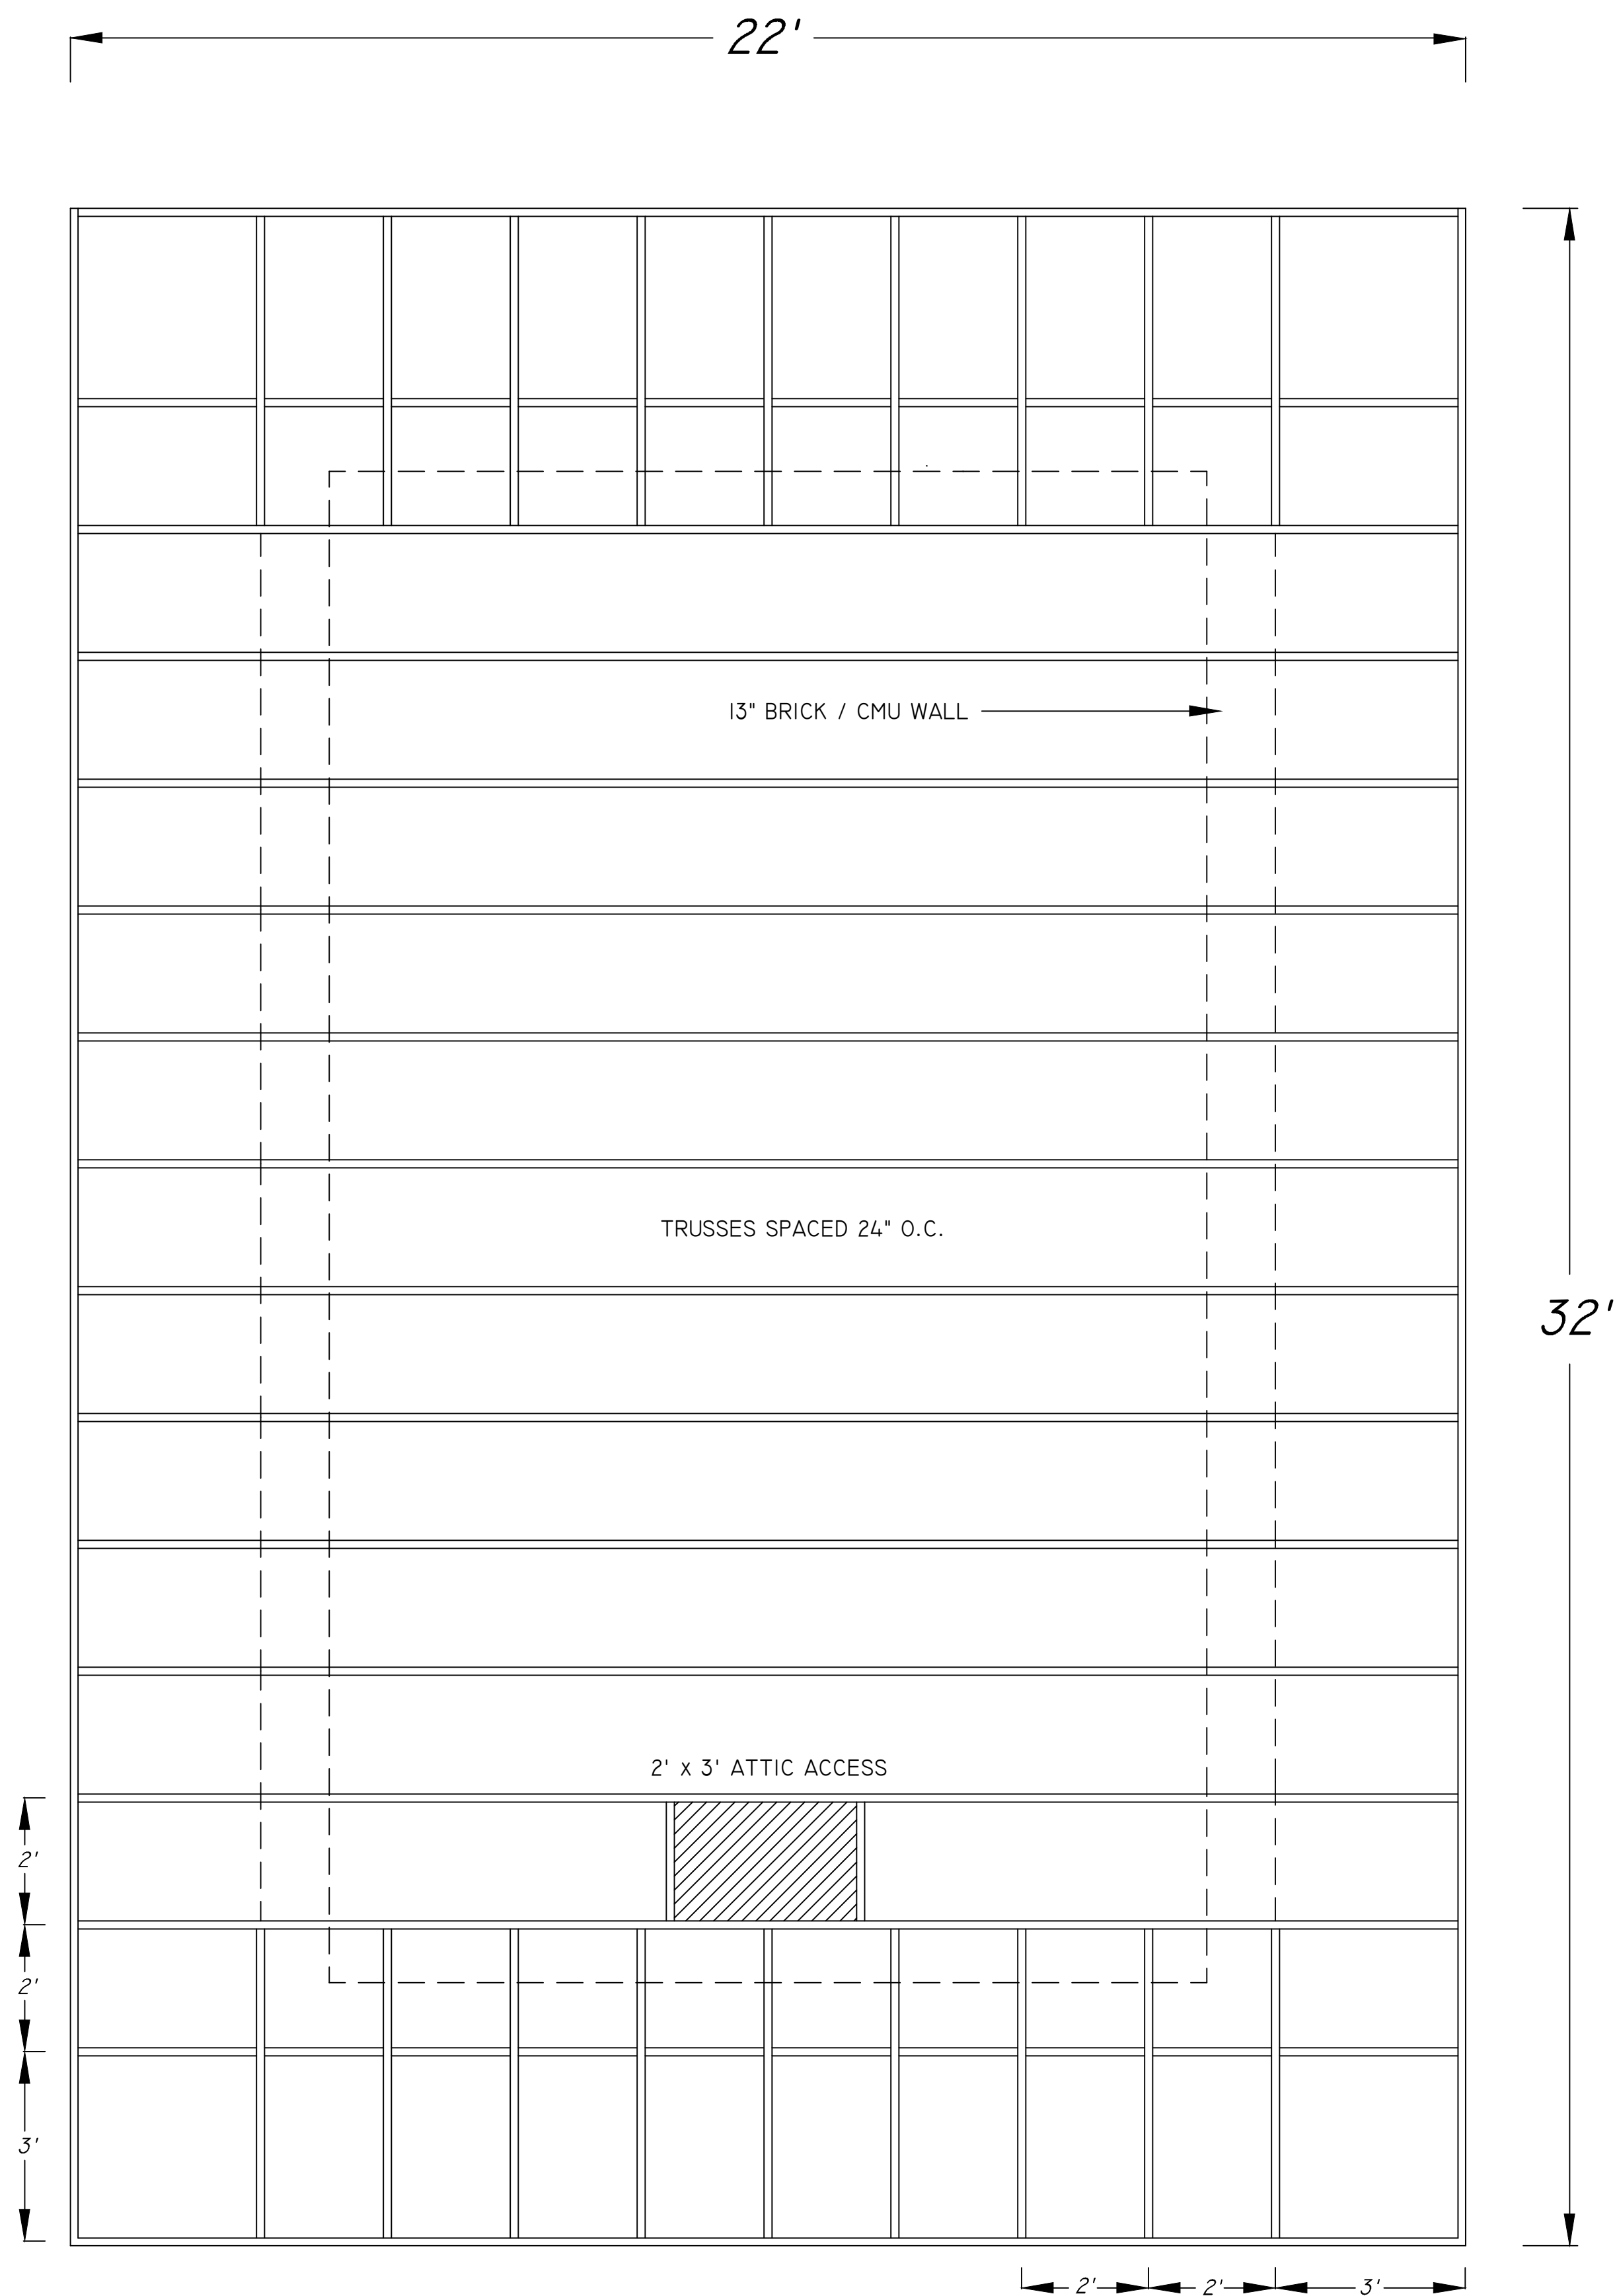 22'
13" BRICK / CMU WALL
32'
TRUSSES SPACED 24" O.C.
2' x 3' ATTIC ACCESS
2'
2'
3'
2'
2'
3'